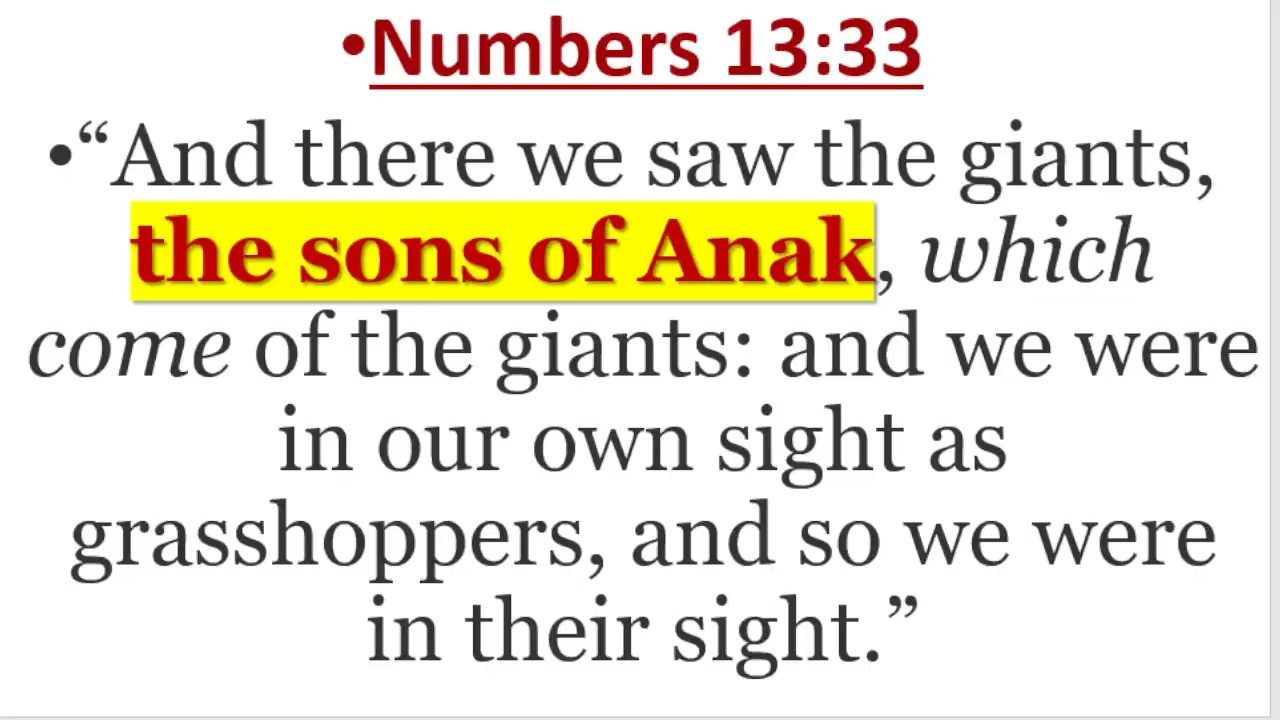 •Numbers 13:33
•“And there we saw the giants,
the sons of Anak, which
come of the giants: and we were
in our own sight as
grasshoppers, and so we were
in their sight.”